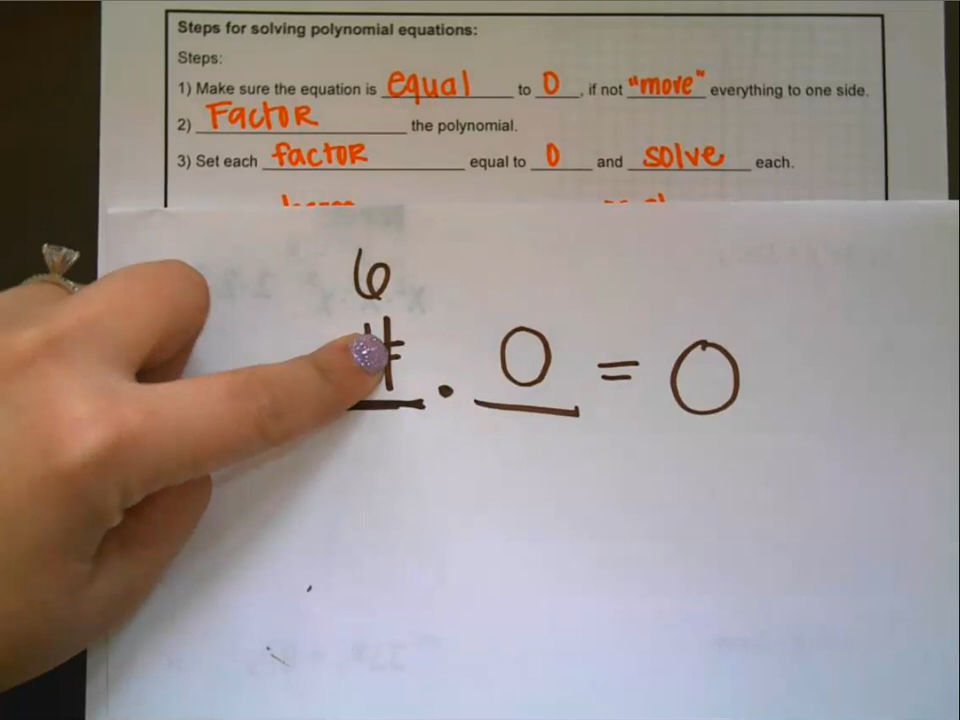 Steps for solving polynomial equations:
Steps:
1) Make sure the equation is equal to 0, if not "more" everything to one side.
2) Factor the polynomial.
3) Set each factor equal to 0 and solve each.
6
# · 0 = 0